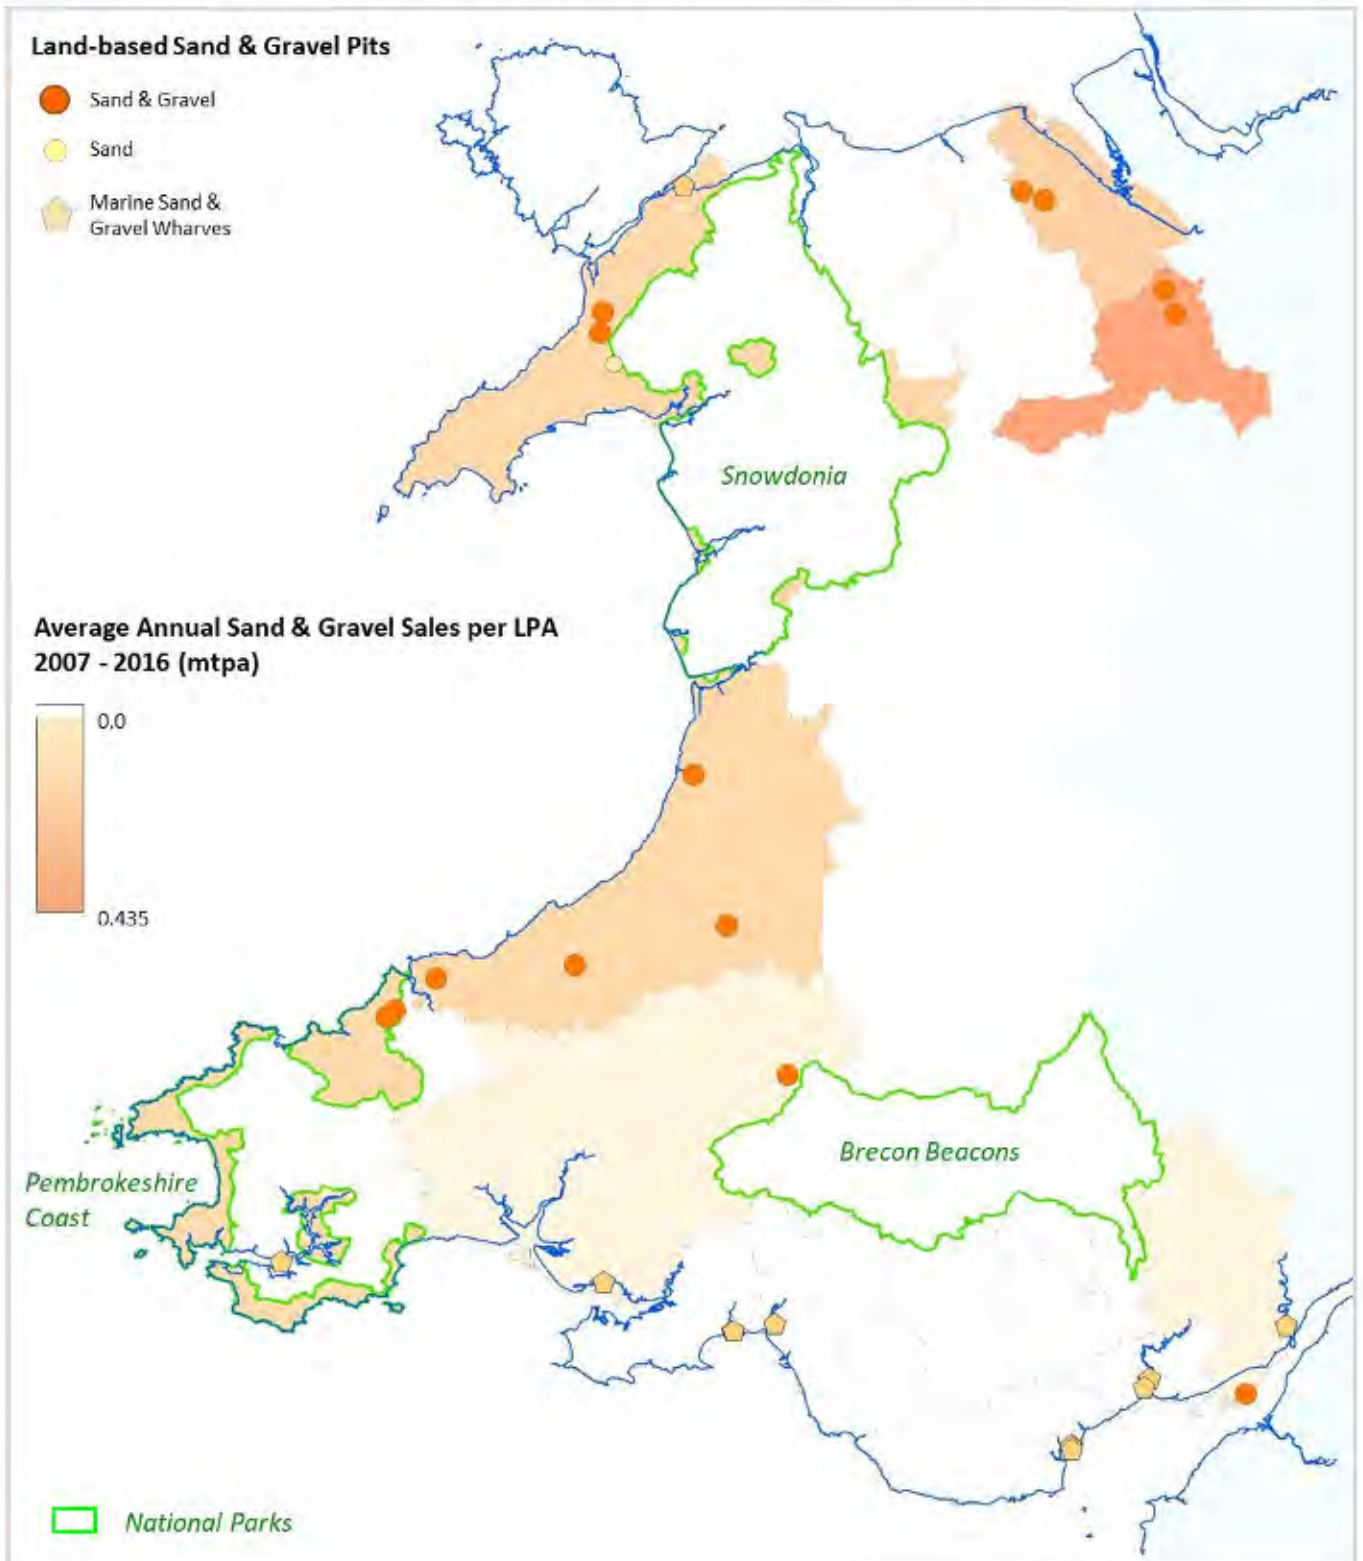 Land-based Sand & Gravel Pits
Sand & Gravel
Sand
Marine Sand &
Gravel Wharves
Snowdonia
Average Annual Sand & Gravel Sales per LPA
2007 - 2016 (mtpa)
0.0
0.435
Brecon Beacons
Pembrokeshire
Coast
National Parks